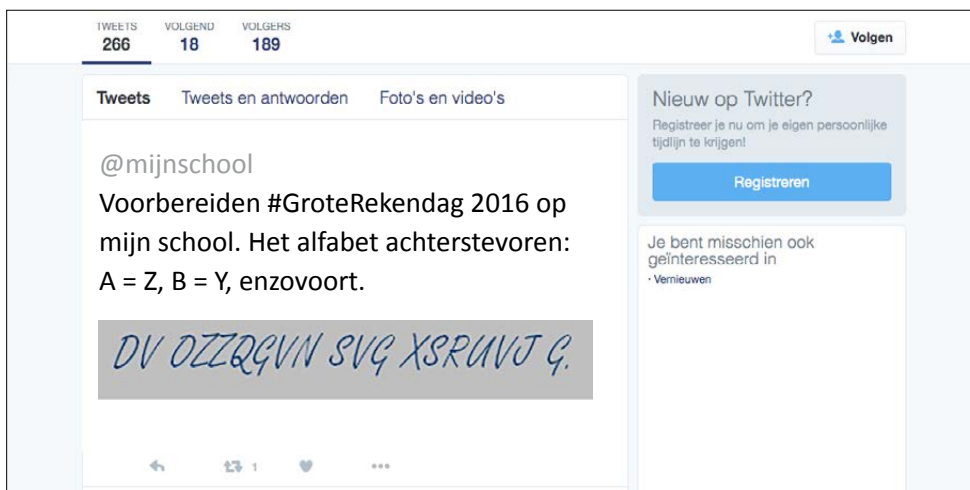 TWEETS VOLGEND VOLGERS
266 18 189
Volgen
Tweets Tweets en antwoorden Foto's en video's
@mijnschool
Voorbereiden #GroteRekendag 2016 op
mijn school. Het alfabet achterstevoren:
A = Z, B = Y, enzovoort.
DV OZZQGVN SVG XSRUVJ G.
1
Nieuw op Twitter?
Registreer je nu om je eigen persoonlijke
tijdlijn te krijgen!
Registreren
Je bent misschien ook
geïnteresseerd in
· Vernieuwen